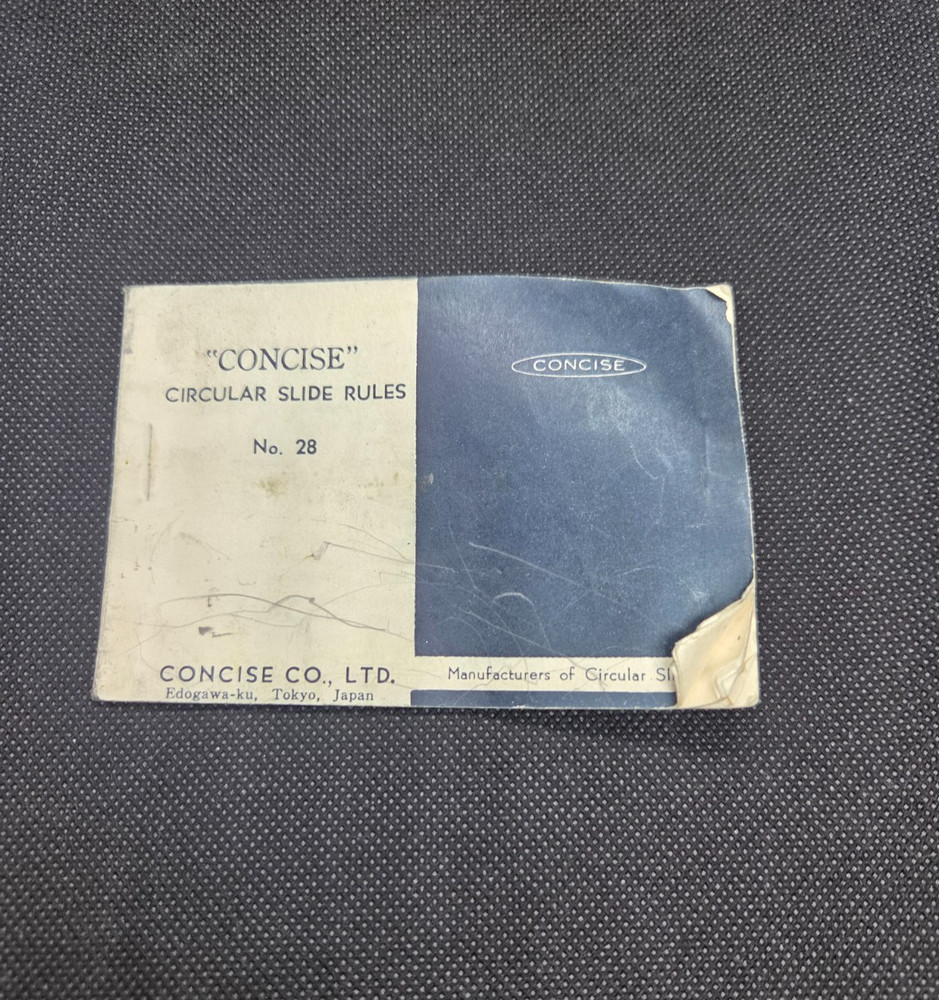 "CONCISE"
CIRCULAR SLIDE RULES
No. 28
CONCISE CO., LTD.
Edogawa-ku, Tokyo, Japan
CONCISE
Manufacturers of Circular